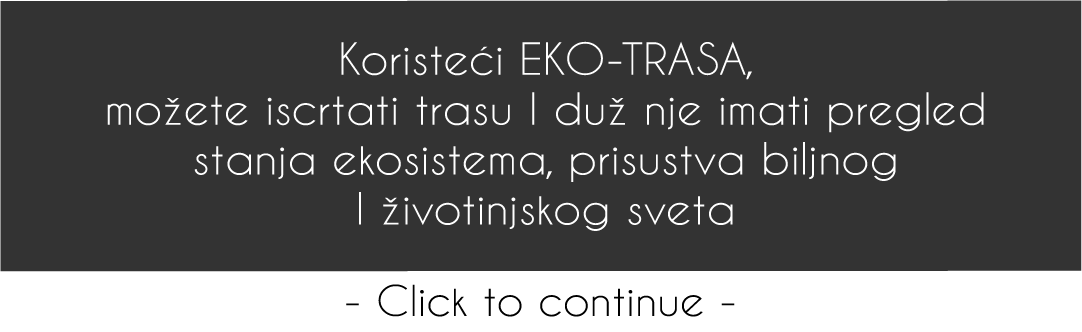 Koristeći EKO-TRASA,
možete iscrtati trasu I duž nje imati pregled
stanja ekosistema, prisustva biljnog
I životinjskog sveta
- Click to continue -